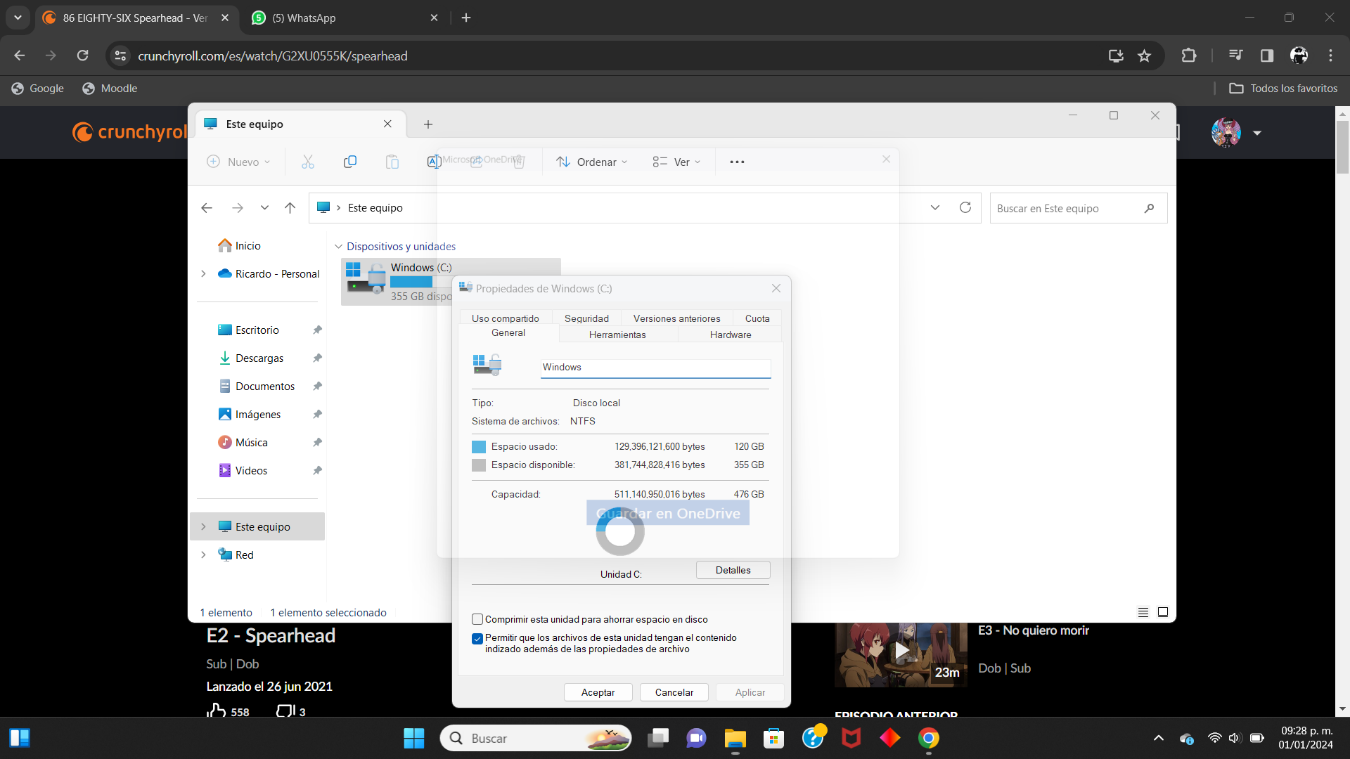 86 EIGHTY-SIX Spearhead - Ver
(5) WhatsApp
crunchyroll.com/es/watch/G2XU0555K/spearhead
Google
Moodle
Todos los favoritos
crunchyrol
Este equipo
Nuevo
Microsoft OneDrive
Ordenar
Ver
Este equipo
Buscar en Este equipo
Inicio
Ricardo - Personal
Escritorio
Descargas
Documentos
Imágenes
Música
Videos
Este equipo
Red
Dispositivos y unidades
Windows (C:)
355 GB dispo
Propiedades de Windows (C:)
Uso compartido
Seguridad
Versiones anteriores
Cuota
General
Herramientas
Hardware
Windows
Tipo:
Disco local
Sistema de archivos:
NTFS
Espacio usado:
129,396,121,600 bytes
120 GB
Espacio disponible:
381,744,828,416 bytes
355 GB
Capacidad:
511,140,950,016 bytes
476 GB
Guardar en OneDrive
Unidad C:
Detalles
Comprimir esta unidad para ahorrar espacio en disco
Permitir que los archivos de esta unidad tengan el contenido
indizado además de las propiedades de archivo
Aceptar
Cancelar
Aplicar
1 elemento
1 elemento seleccionado
E2 - Spearhead
Sub | Dob
Lanzado el 26 jun 2021
558
3
E3 - No quiero morir
Dob | Sub
23m
EPISODIO ANTERIOR
Buscar
09:28 p. m.
01/01/2024